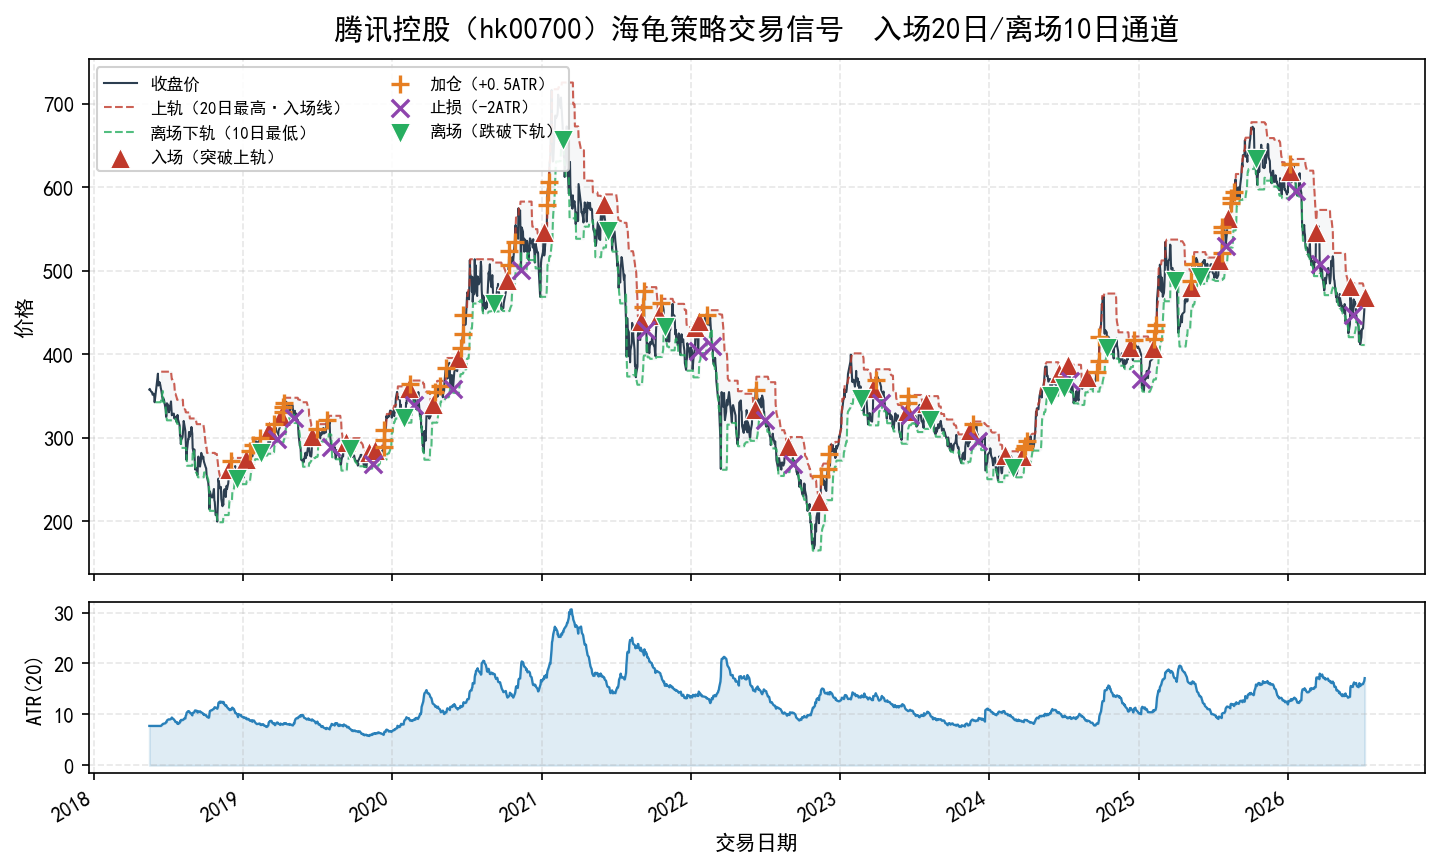 腾讯控股（hk00700）海龟策略交易信号　入场20日/离场10日通道
收盘价
上轨（20日最高·入场线）
离场下轨（10日最低）
入场（突破上轨）
加仓（+0.5ATR）
止损（-2ATR）
离场（跌破下轨）
价格
700
600
500
400
300
200
ATR(20)
30
20
10
0
2018
2019
2020
2021
2022
2023
2024
2025
2026
交易日期